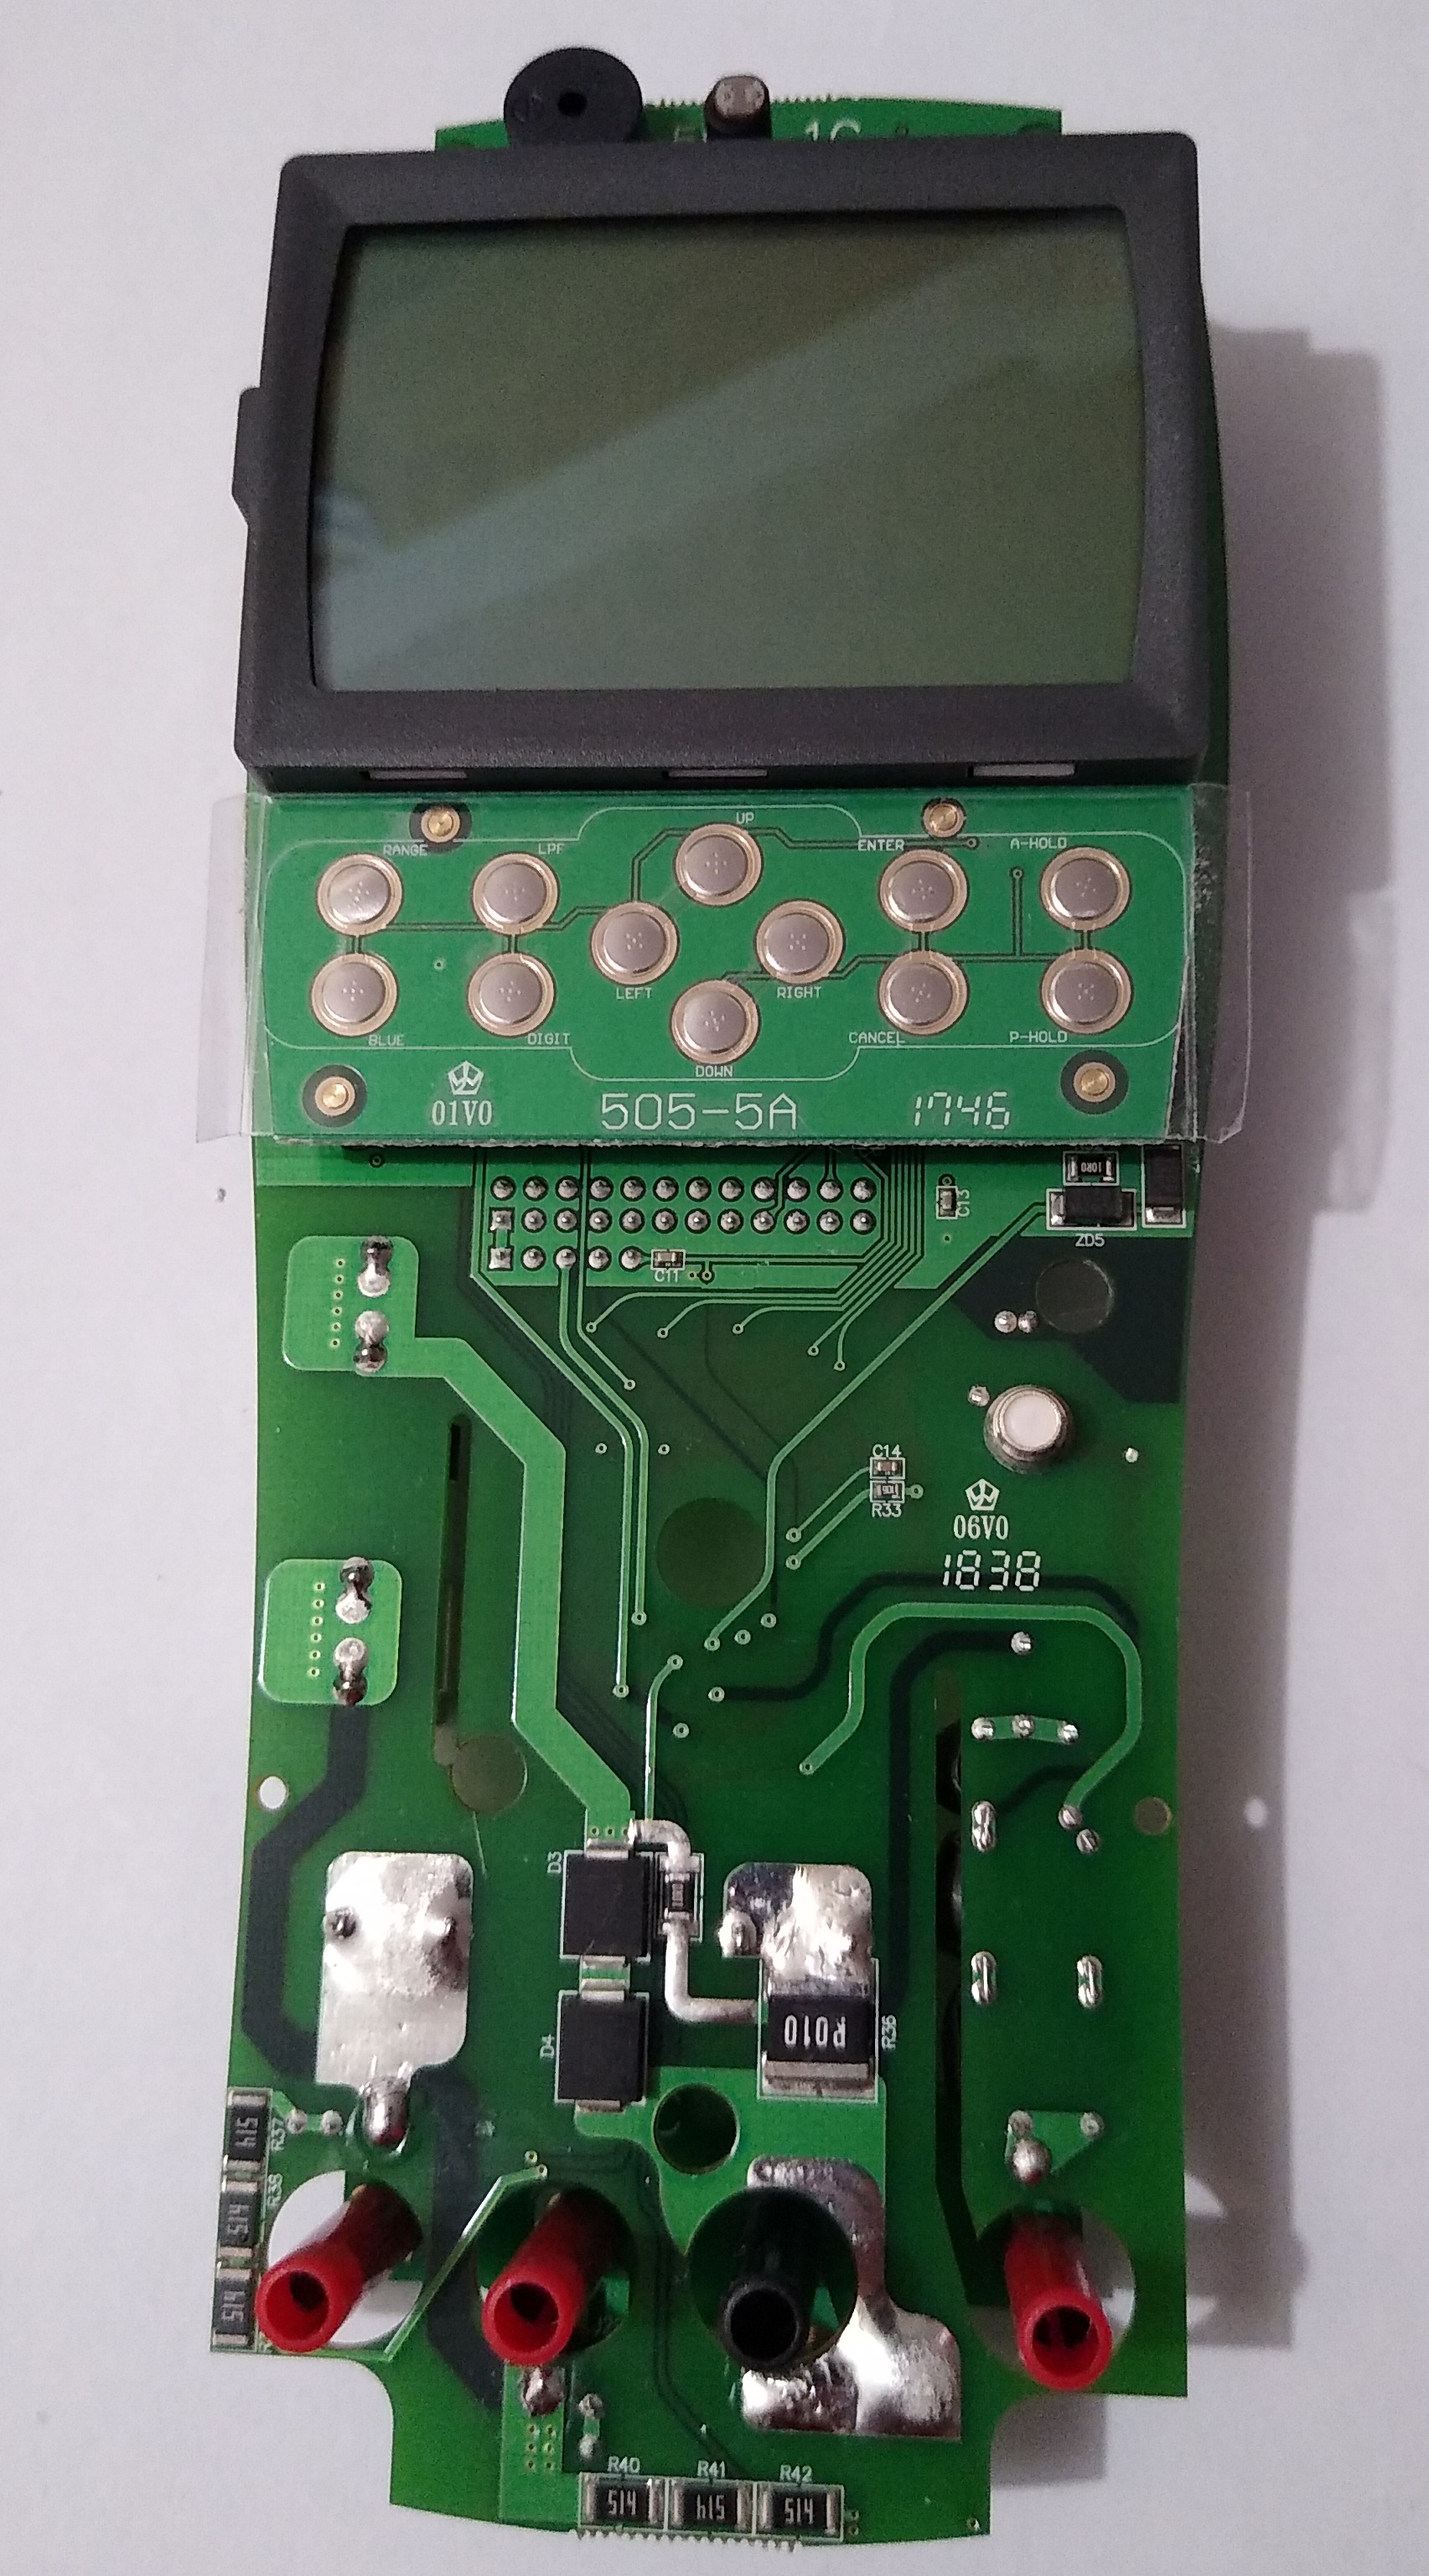 UP
RANGE
LPF
ENTER
A-HOLD
LEFT
RIGHT
BLUE
DIGIT
CANCEL
P-HOLD
DOWN
01V0
505-5A
1746
10R0
C13
ZD5
C11
C14
R33
06V0
1838
D3
D4
R010
R36
R37
514
R38
514
514
R40
R41
R42
514
514
514